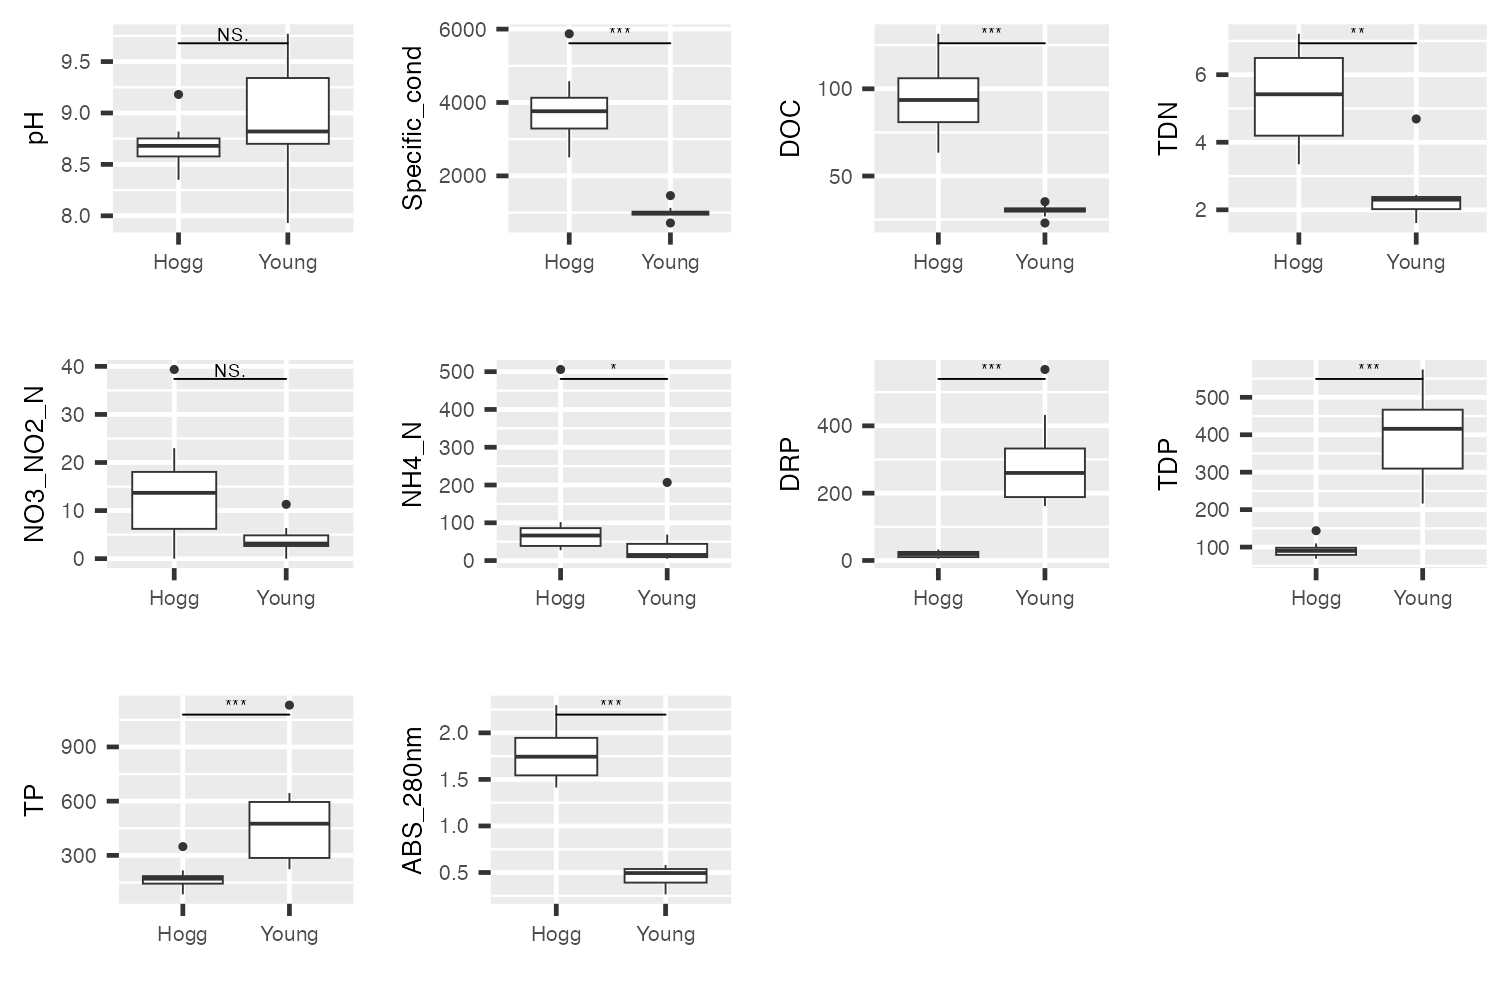 pH
9.5
9.0
8.5
8.0
NS.
Hogg Young
Specific_cond
6000
4000
2000
***
Hogg Young
DOC
100
50
***
Hogg Young
TDN
6
4
2
**
Hogg Young
NO3_NO2_N
40
30
20
10
0
NS.
Hogg Young
NH4_N
500
400
300
200
100
0
*
Hogg Young
DRP
400
200
0
***
Hogg Young
TDP
500
400
300
200
100
***
Hogg Young
TP
900
600
300
***
Hogg Young
ABS_280nm
2.0
1.5
1.0
0.5
***
Hogg Young